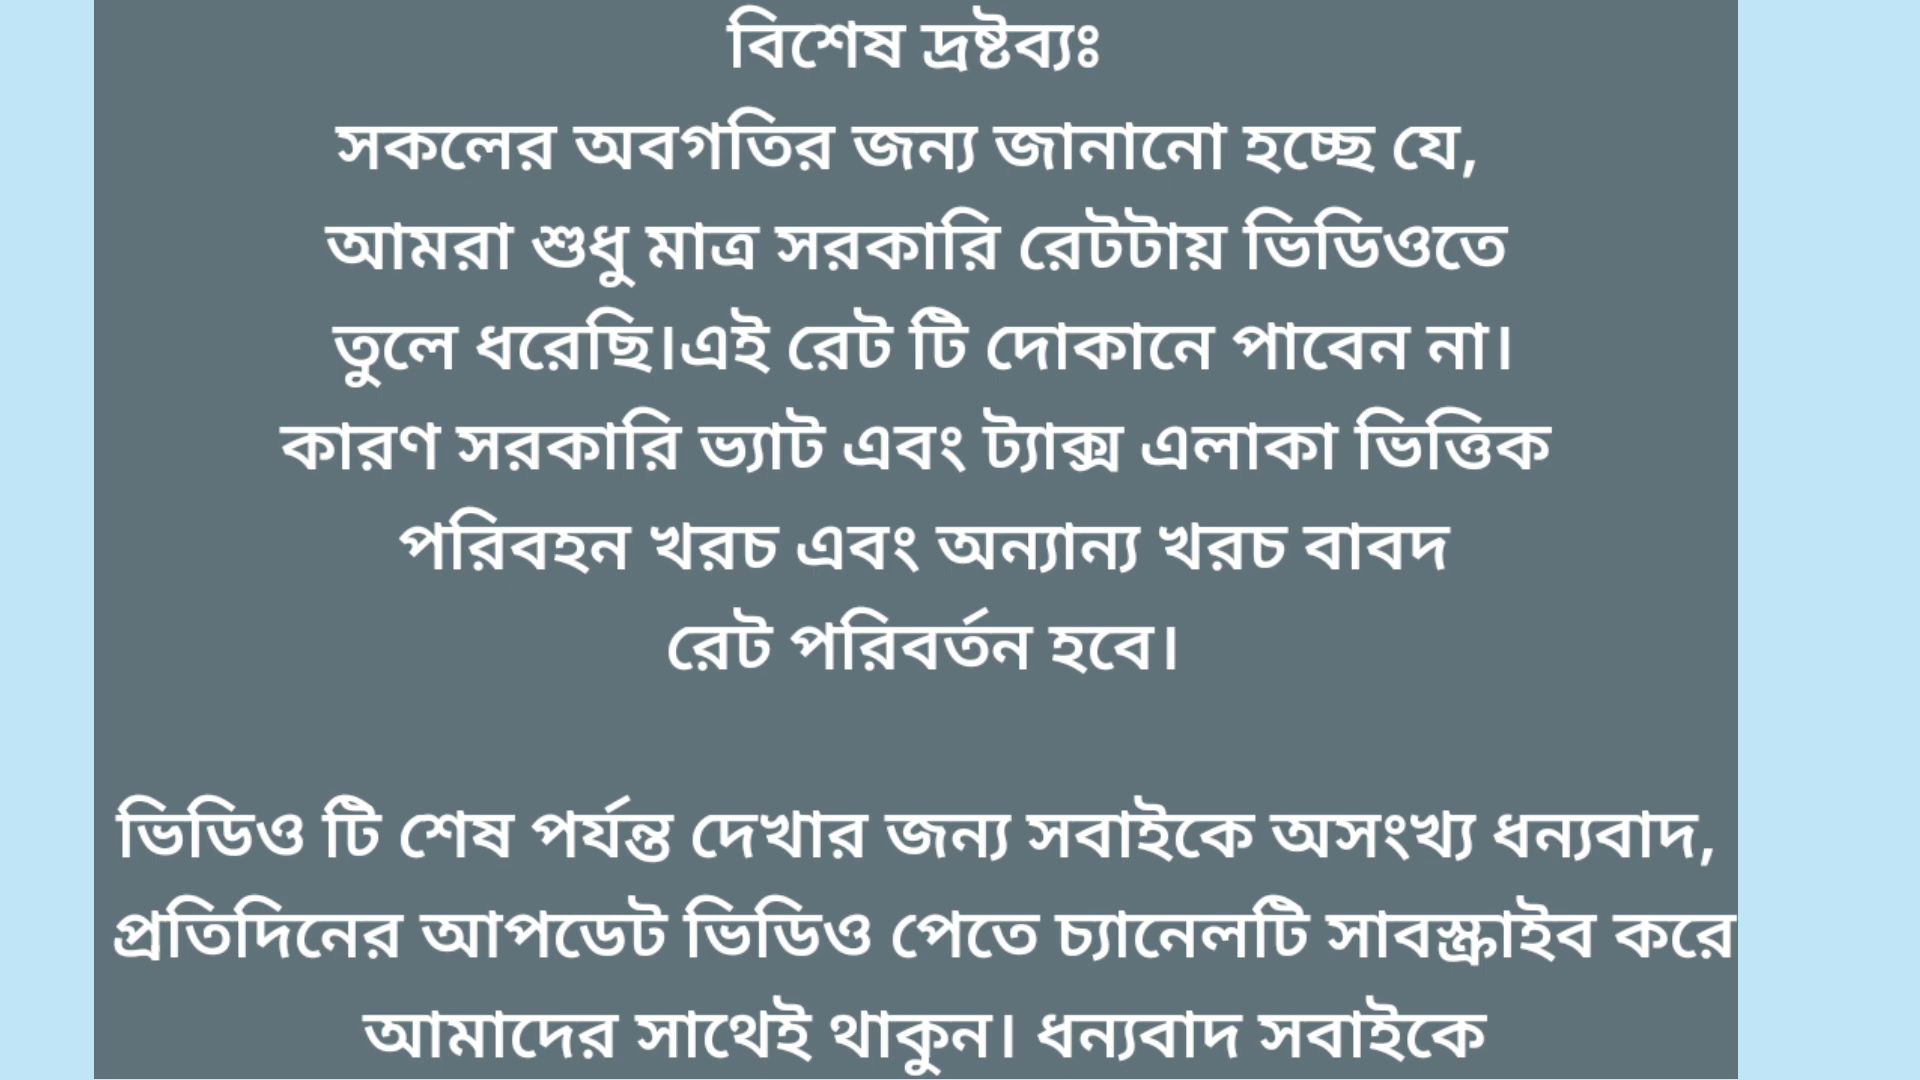 বিশেষ দ্রষ্টব্যঃ
সকলের অবগতির জন্য জানানো হচ্ছে যে,
আমরা শুধু মাত্র সরকারি রেটটায় ভিডিওতে
তুলে ধরেছি।এই রেট টি দোকানে পাবেন না।
কারণ সরকারি ভ্যাট এবং ট্যাক্স এলাকা ভিত্তিক
পরিবহন খরচ এবং অন্যান্য খরচ বাবদ
রেট পরিবর্তন হবে।
ভিডিও টি শেষ পর্যন্ত দেখার জন্য সবাইকে অসংখ্য ধন্যবাদ,
প্রতিদিনের আপডেট ভিডিও পেতে চ্যানেলটি সাবস্ক্রাইব করে
আমাদের সাথেই থাকুন। ধন্যবাদ সবাইকে